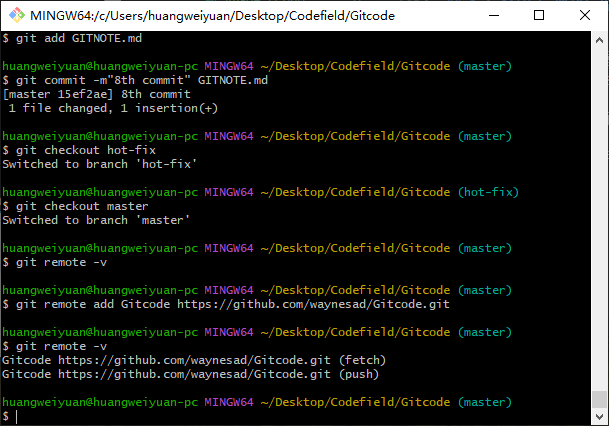 MINGW64:/c/Users/huangweiyuan/Desktop/Codefield/Gitcode
$ git add GITNOTE.md
huangweiyuan@huangweiyuan-pc MINGW64 ~/Desktop/Codefield/Gitcode (master)
$ git commit -m"8th commit" GITNOTE.md
[master 15ef2ae] 8th commit
 1 file changed, 1 insertion(+)
huangweiyuan@huangweiyuan-pc MINGW64 ~/Desktop/Codefield/Gitcode (master)
$ git checkout hot-fix
Switched to branch 'hot-fix'
huangweiyuan@huangweiyuan-pc MINGW64 ~/Desktop/Codefield/Gitcode (hot-fix)
$ git checkout master
Switched to branch 'master'
huangweiyuan@huangweiyuan-pc MINGW64 ~/Desktop/Codefield/Gitcode (master)
$ git remote -v
huangweiyuan@huangweiyuan-pc MINGW64 ~/Desktop/Codefield/Gitcode (master)
$ git remote add Gitcode https://github.com/waynesad/Gitcode.git
huangweiyuan@huangweiyuan-pc MINGW64 ~/Desktop/Codefield/Gitcode (master)
$ git remote -v
Gitcode https://github.com/waynesad/Gitcode.git (fetch)
Gitcode https://github.com/waynesad/Gitcode.git (push)
huangweiyuan@huangweiyuan-pc MINGW64 ~/Desktop/Codefield/Gitcode (master)
$